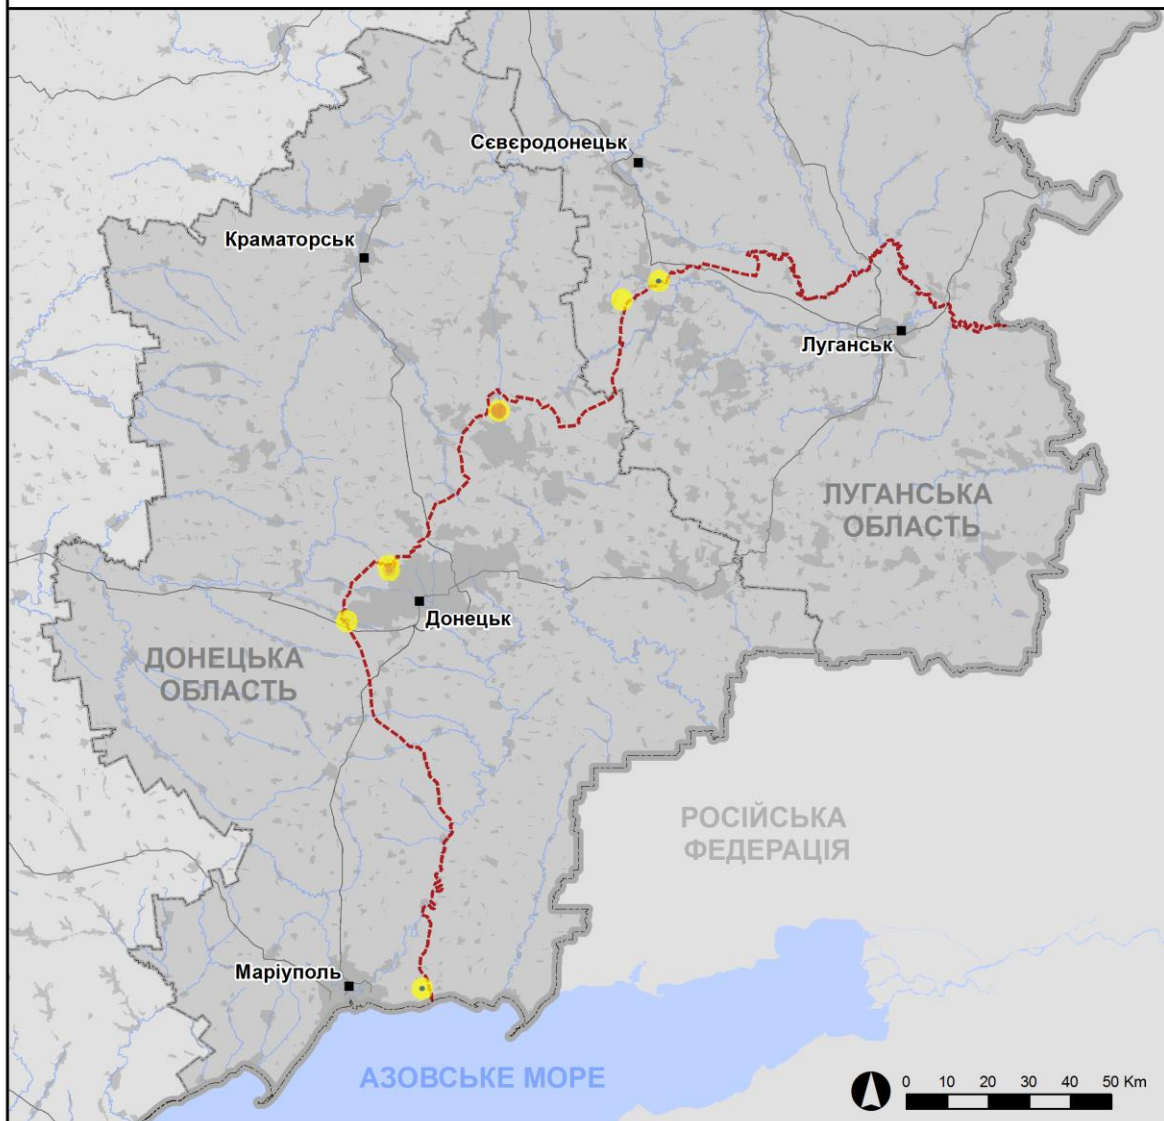 Сєвєродонецьк
Краматорськ
Луганськ
ЛУГАНСЬКА
ОБЛАСТЬ
Донецьк
ДОНЕЦЬКА
ОБЛАСТЬ
РОСІЙСЬКА
ФЕДЕРАЦІЯ
Маріуполь
АЗОВСЬКЕ МОРЕ
0 10 20 30 40 50 Km